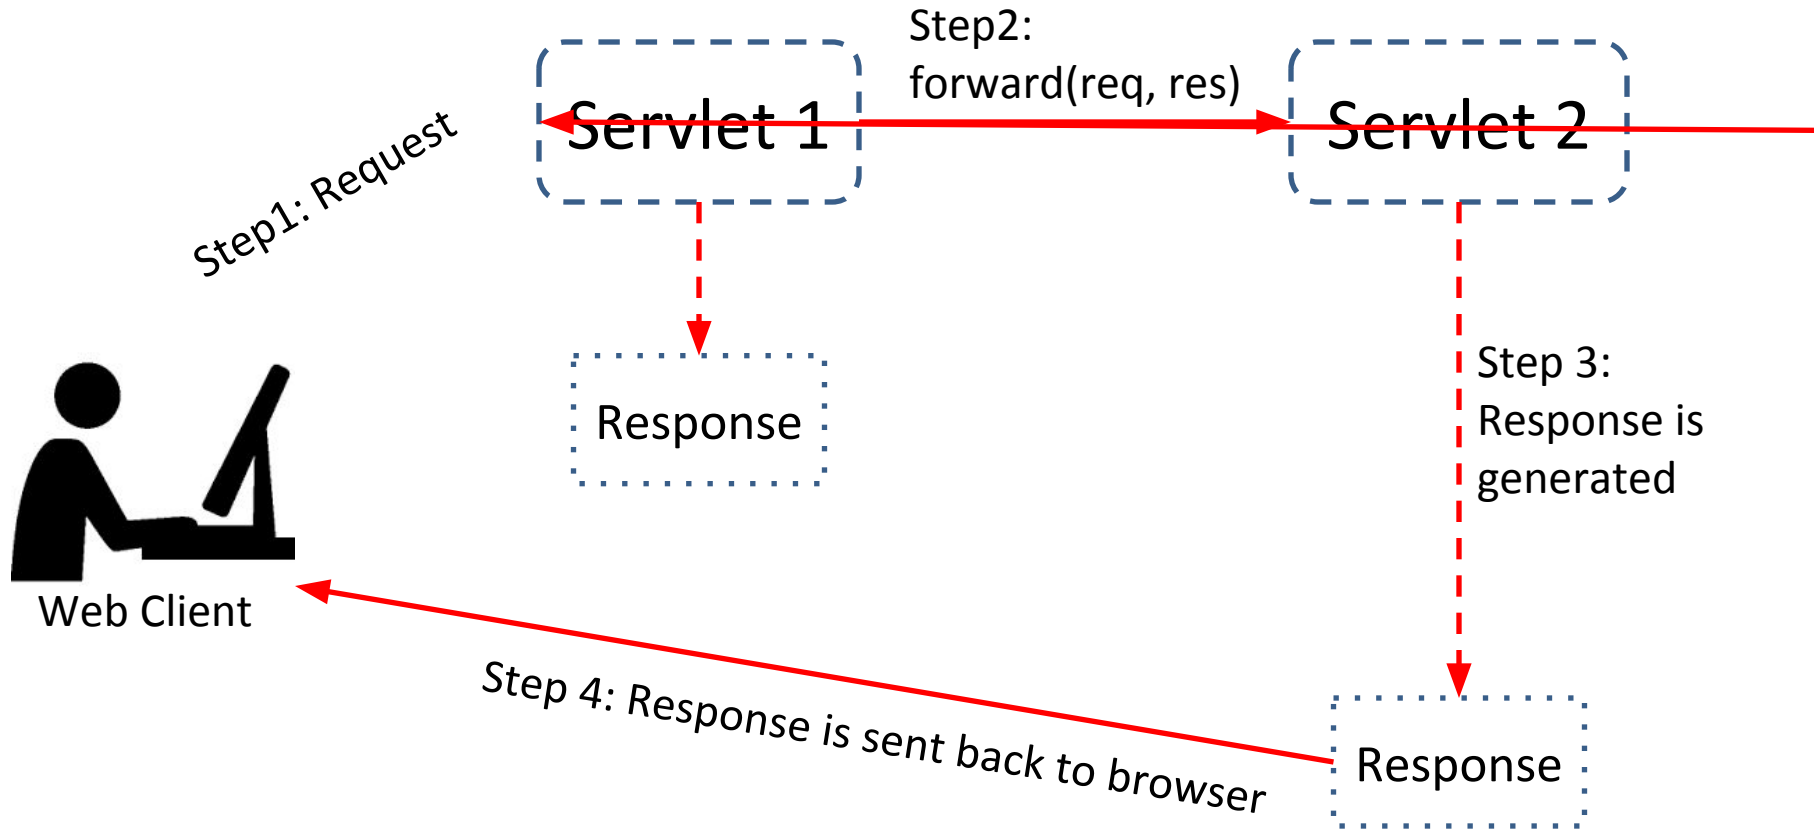 Step2:
forward(req, res)
Servlet 1
Servlet 2
Step1: Request
Step 3:
Response is
generated
Response
Web Client
Step 4: Response is sent back to browser
Response